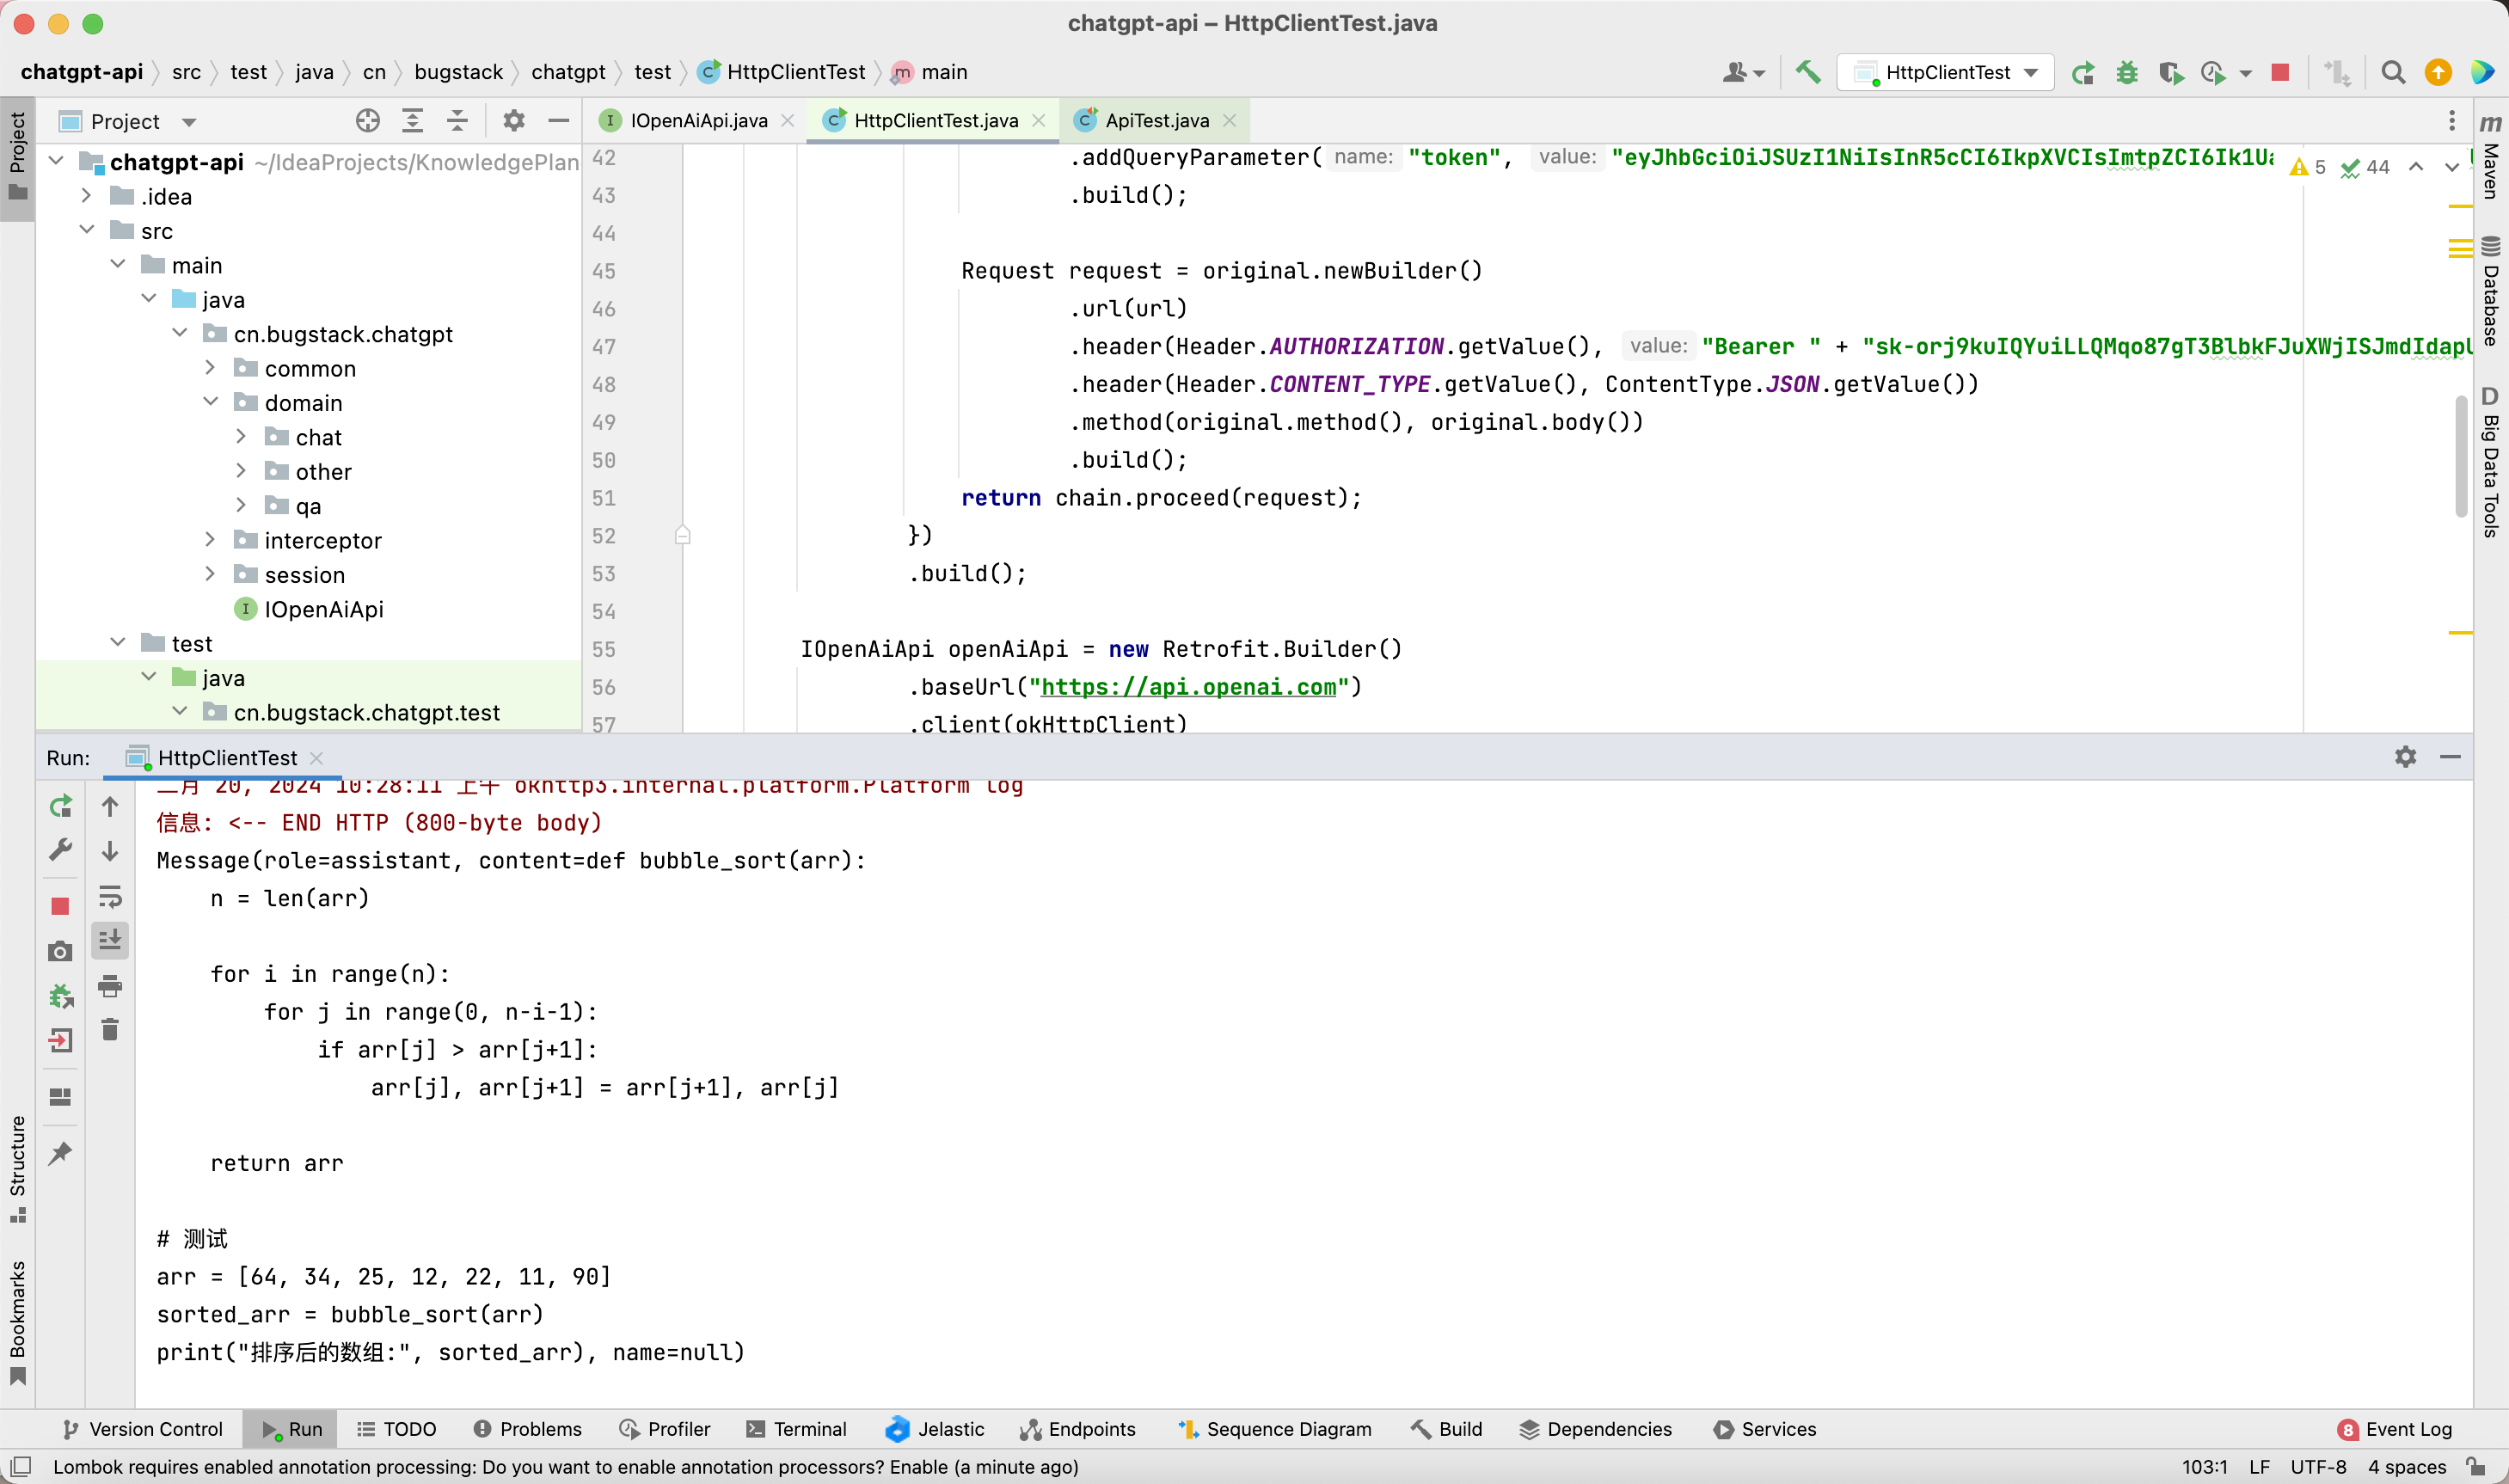 chatgpt-api – HttpClientTest.java
chatgpt-api src test java cn bugstack chatgpt test HttpClientTest main
HttpClientTest
Project
IOpenAiApi.java HttpClientTest.java ApiTest.java
chatgpt-api ~/IdeaProjects/KnowledgePlan
.idea
src
main
java
cn.bugstack.chatgpt
common
domain
chat
other
qa
interceptor
session
IOpenAiApi
test
java
cn.bugstack.chatgpt.test
42 .addQueryParameter( name: "token", value: "eyJhbGciOiJSUzI1NiIsInR5cCI6IkpXVCIsImtpZCI6Ik1Ua
5 44
43 .build();
44
45 Request request = original.newBuilder()
46 .url(url)
47 .header(Header.AUTHORIZATION.getValue(), value: "Bearer " + "sk-orj9kuIQYuiLLQMqo87gT3BlbkFJuXWjISJmdIdapU
48 .header(Header.CONTENT_TYPE.getValue(), ContentType.JSON.getValue())
49 .method(original.method(), original.body())
50 .build();
51 return chain.proceed(request);
52 })
53 .build();
54
55 IOpenAiApi openAiApi = new Retrofit.Builder()
56 .baseUrl("https://api.openai.com")
57 .client(okHttpClient)
Project
Structure
Bookmarks
Maven
Database
Big Data Tools
Run: HttpClientTest
二月 20, 2024 10:28:11 上午 okhttp3.internal.platform.Platform log
信息: <-- END HTTP (800-byte body)
Message(role=assistant, content=def bubble_sort(arr):
    n = len(arr)
    for i in range(n):
        for j in range(0, n-i-1):
            if arr[j] > arr[j+1]:
                arr[j], arr[j+1] = arr[j+1], arr[j]
    return arr
# 测试
arr = [64, 34, 25, 12, 22, 11, 90]
sorted_arr = bubble_sort(arr)
print("排序后的数组:", sorted_arr), name=null)
Version Control Run TODO Problems Profiler Terminal Jelastic Endpoints Sequence Diagram Build Dependencies Services 8 Event Log
Lombok requires enabled annotation processing: Do you want to enable annotation processors? Enable (a minute ago) 103:1 LF UTF-8 4 spaces